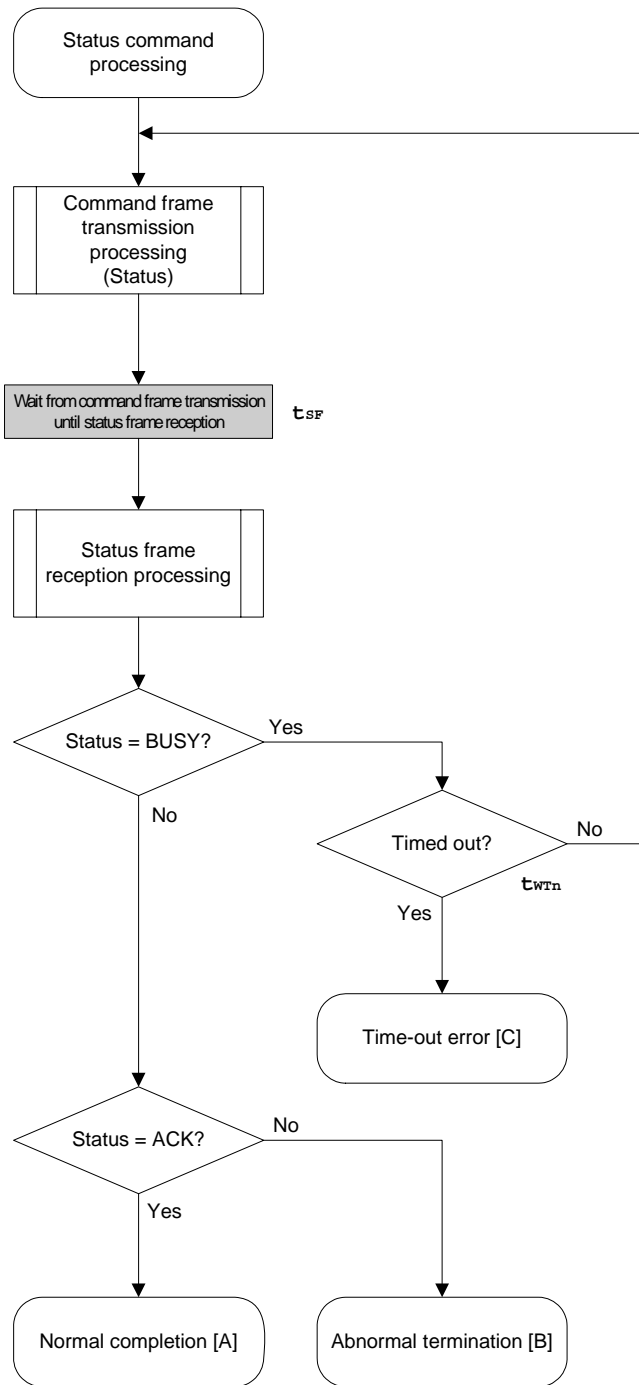 Status command
processing
Command frame
transmission
processing
(Status)
Wait from command frame transmission
until status frame reception
tSF
Status frame
reception processing
Status = BUSY?
Yes
No
Timed out?
No
tWTn
Yes
Time-out error [C]
Status = ACK?
No
Yes
Normal completion [A]
Abnormal termination [B]